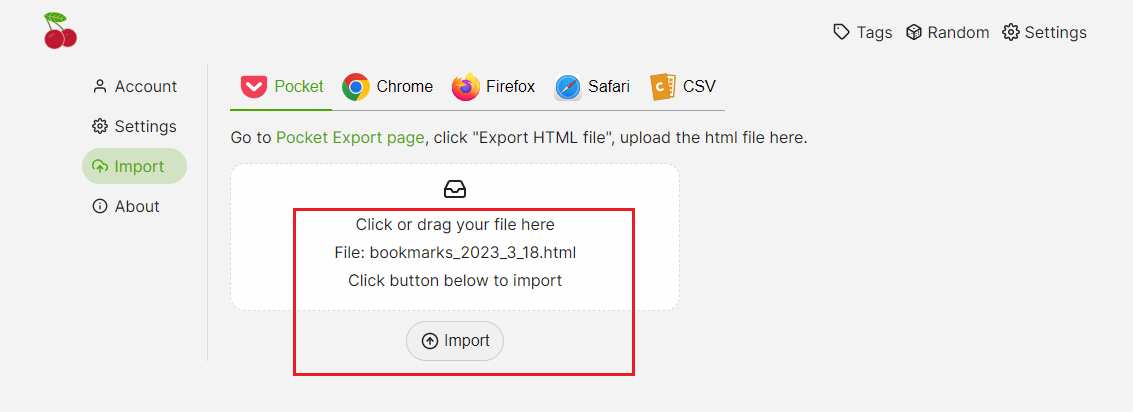 Tags Random Settings
Account
Settings
Import
About
Pocket Chrome Firefox Safari CSV
Go to Pocket Export page, click "Export HTML file", upload the html file here.
Click or drag your file here
File: bookmarks_2023_3_18.html
Click button below to import
Import